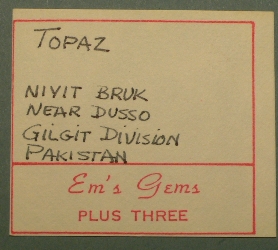 TOPAZ
NIYIT BRUK
NEAR DUSSO
GILGIT DIVISION
PAKISTAN
Em's Gems
PLUS THREE